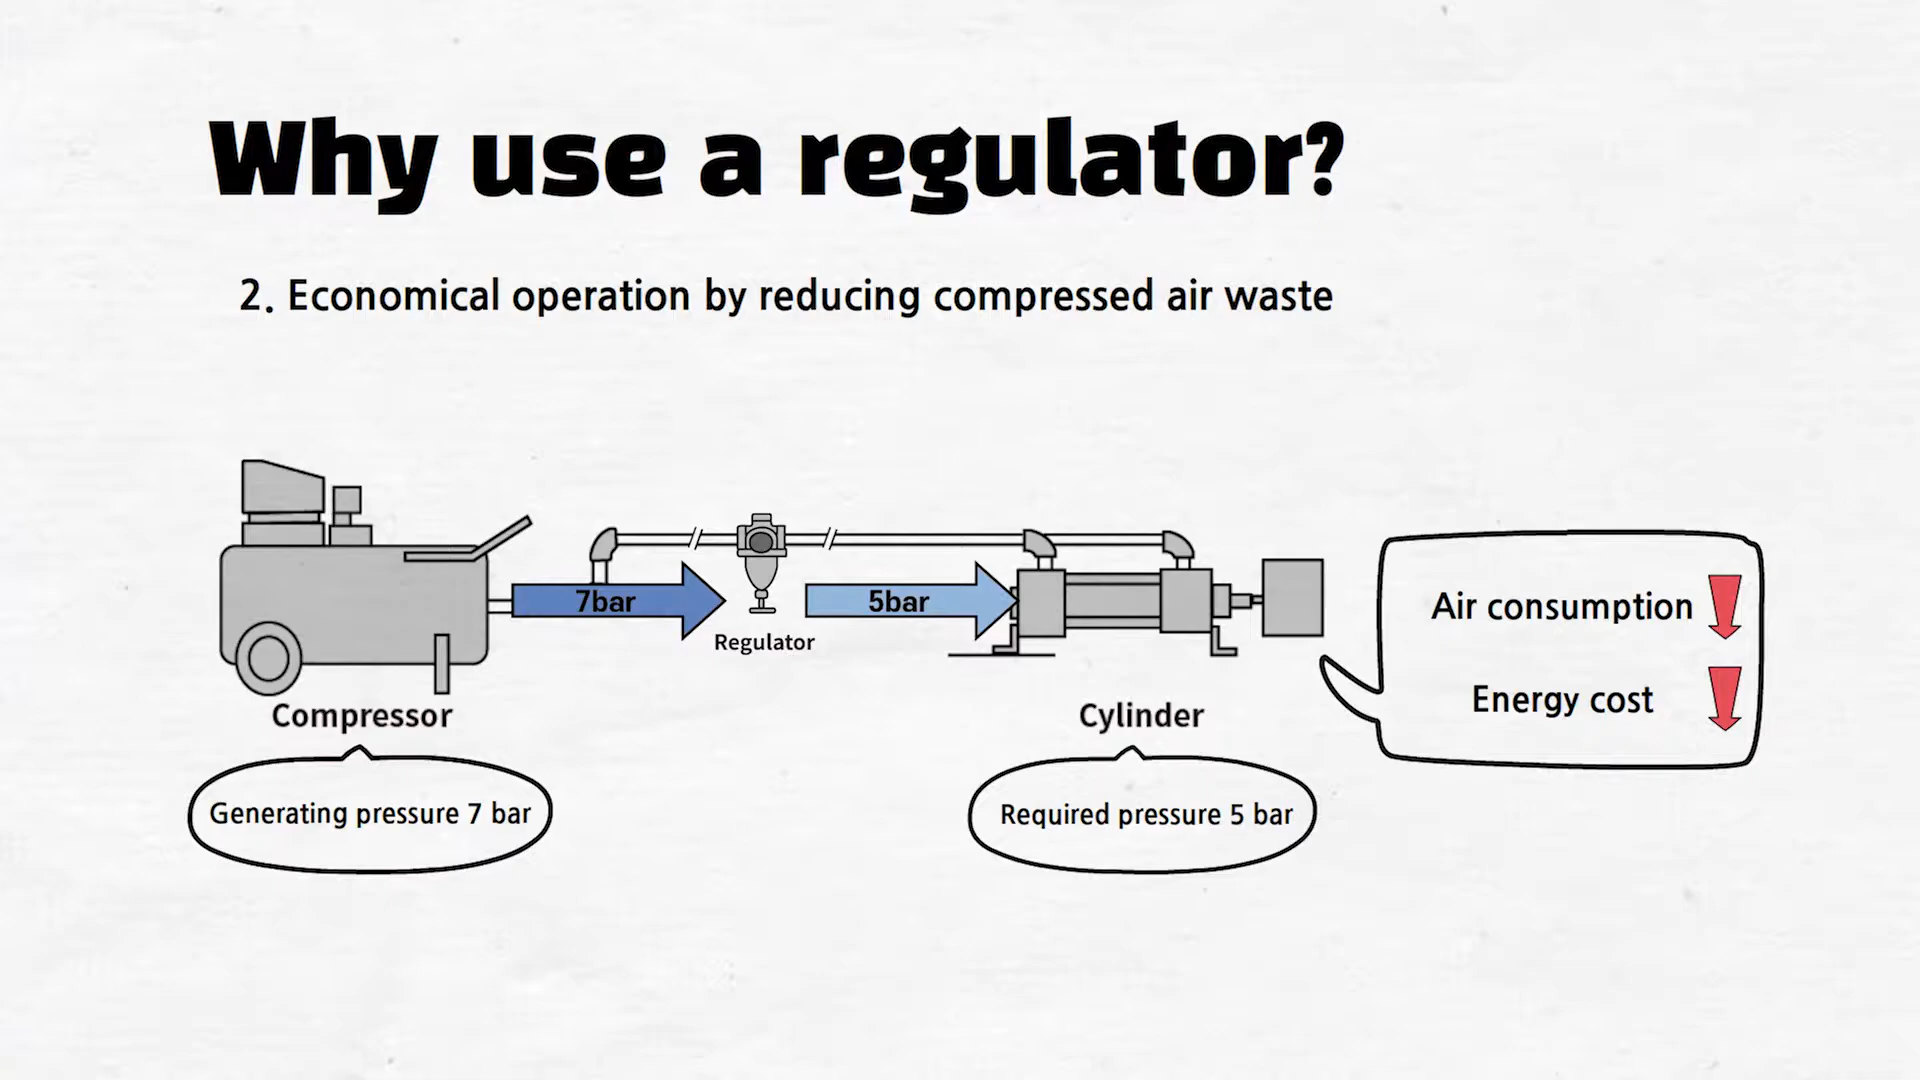 Why use a regulator?
2. Economical operation by reducing compressed air waste
7bar
5bar
Regulator
Compressor
Cylinder
Air consumption
Energy cost
Generating pressure 7 bar
Required pressure 5 bar